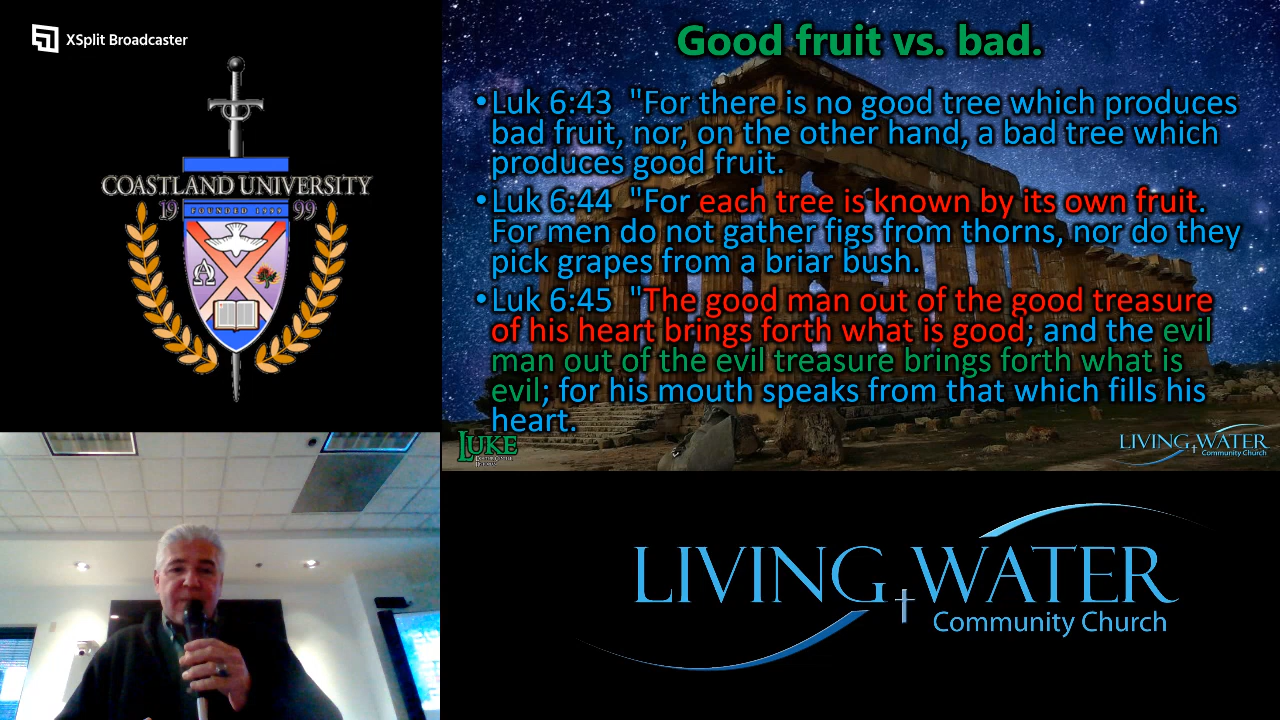 XSplit Broadcaster
COASTLAND UNIVERSITY
19 FOUNDED 1999 99
Good fruit vs. bad.
•Luk 6:43 "For there is no good tree which produces
bad fruit, nor, on the other hand, a bad tree which
produces good fruit.
•Luk 6:44 "For each tree is known by its own fruit.
For men do not gather figs from thorns, nor do they
pick grapes from a briar bush.
•Luk 6:45 "The good man out of the good treasure
of his heart brings forth what is good; and the evil
man out of the evil treasure brings forth what is
evil; for his mouth speaks from that which fills his
heart.
LUKE
LIVING WATER
Community Church
LIVING WATER
Community Church